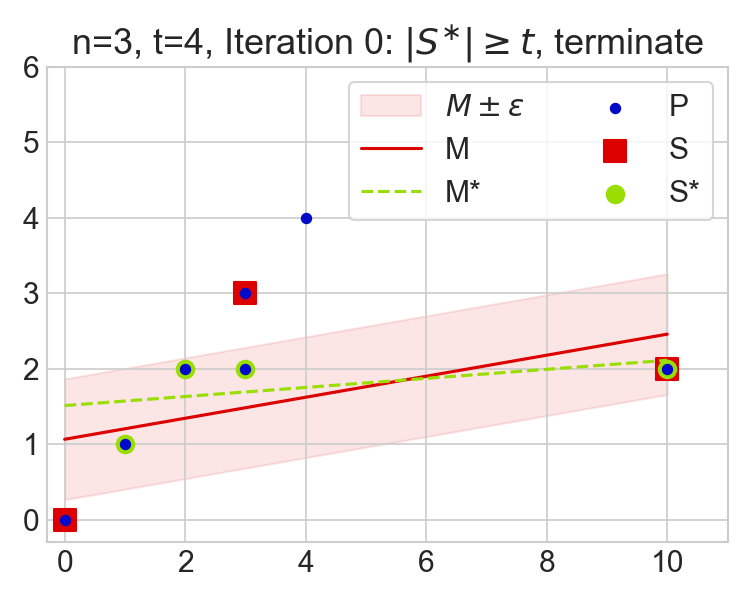 n=3, t=4, Iteration 0: |S*| ≥ t, terminate
6
5
4
3
2
1
0
M ± ε
M
M*
P
S
S*
0 2 4 6 8 10